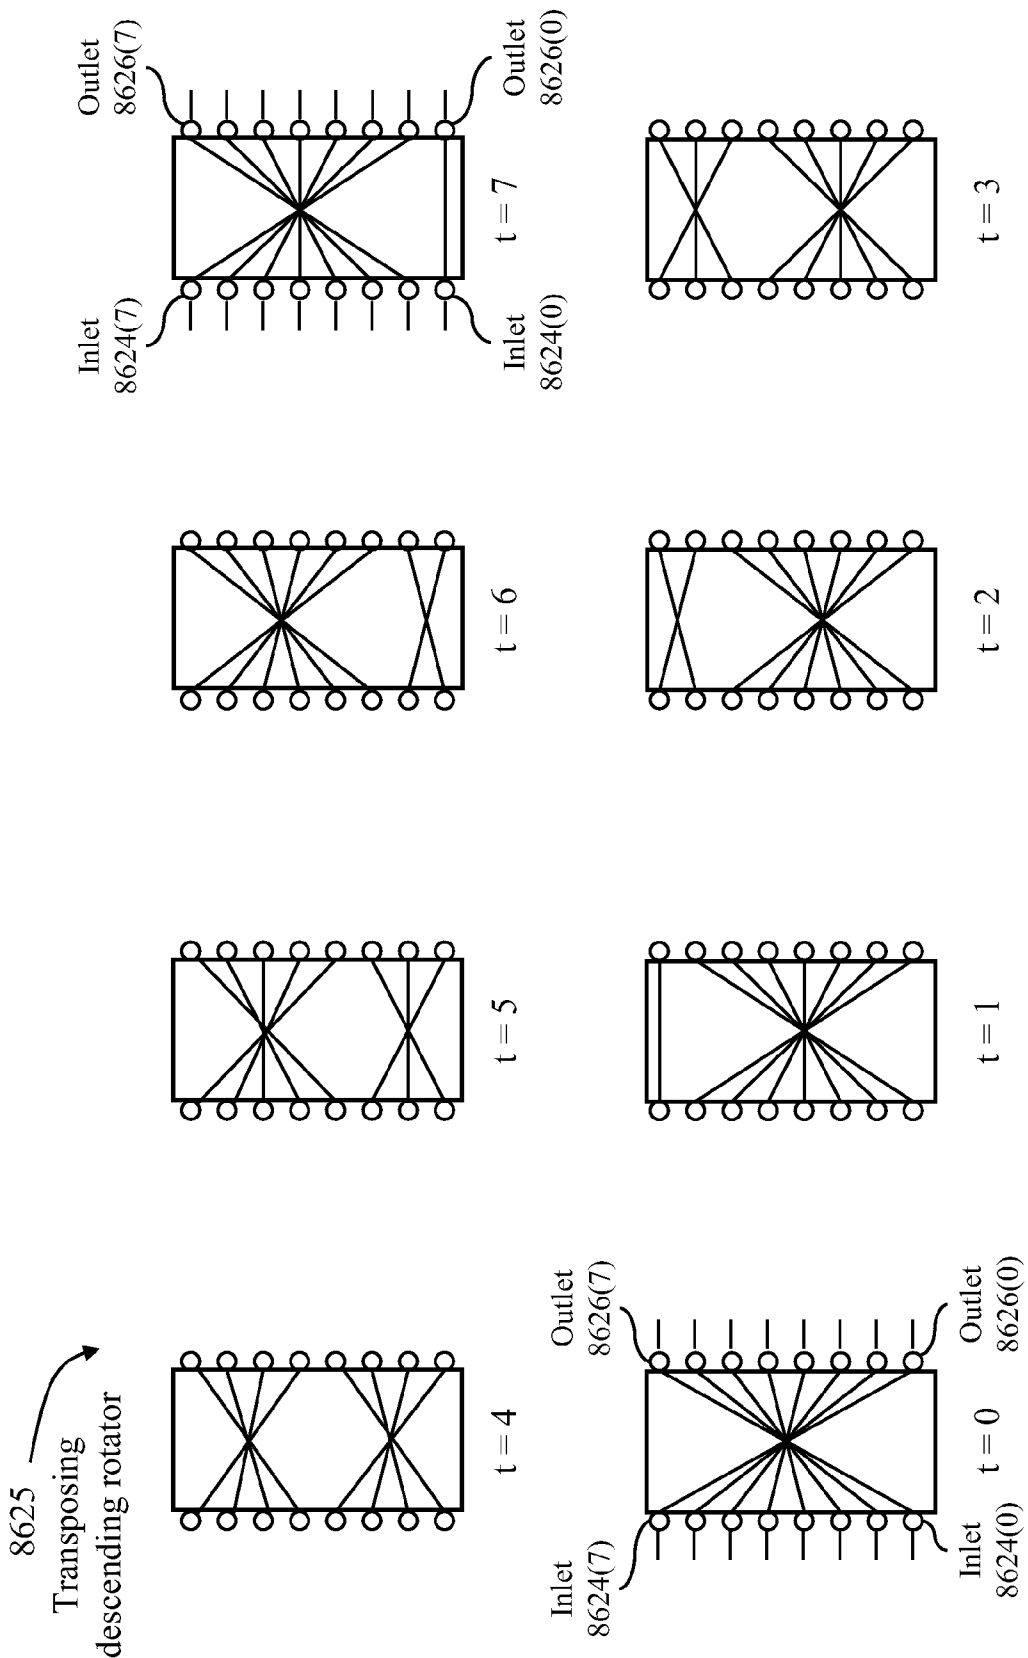 8625
Transposing
descending rotator
t = 4
t = 5
t = 6
Inlet
8624(7)
Outlet
8626(7)
Inlet
8624(0)
Outlet
8626(0)
t = 7
Inlet
8624(7)
Outlet
8626(7)
Inlet
8624(0)
Outlet
8626(0)
t = 0
t = 1
t = 2
t = 3